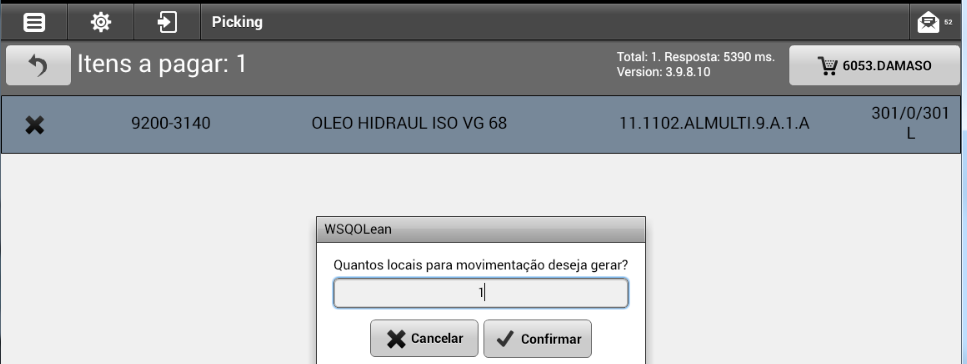 Picking
52
Itens a pagar: 1
Total: 1. Resposta: 5390 ms.
Version: 3.9.8.10
6053.DAMASO
9200-3140
OLEO HIDRAUL ISO VG 68
11.1102.ALMULTI.9.A.1.A
301/0/301
L
WSQOLean
Quantos locais para movimentação deseja gerar?
1
Cancelar
Confirmar